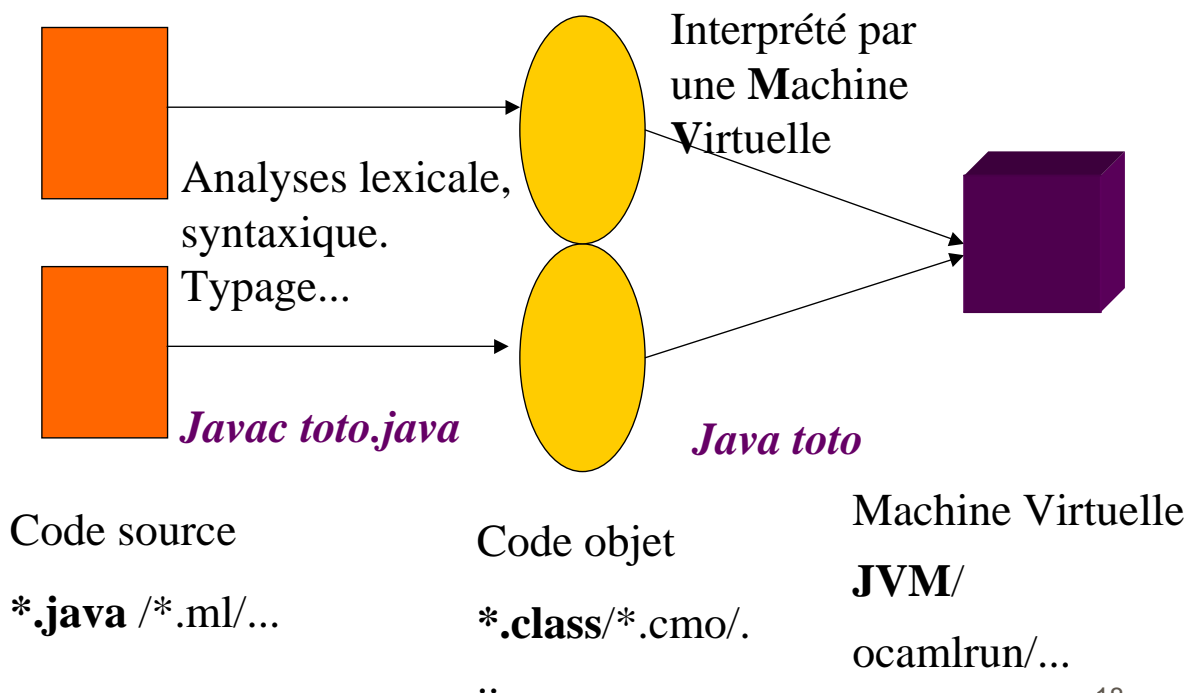 Interprété par
une Machine
Virtuelle
Analyses lexicale,
syntaxique.
Typage...
Javac toto.java
Java toto
Code source
*.java /*.ml/...
Code objet
*.class/*.cmo/.
..
Machine Virtuelle
JVM/
ocamlrun/...